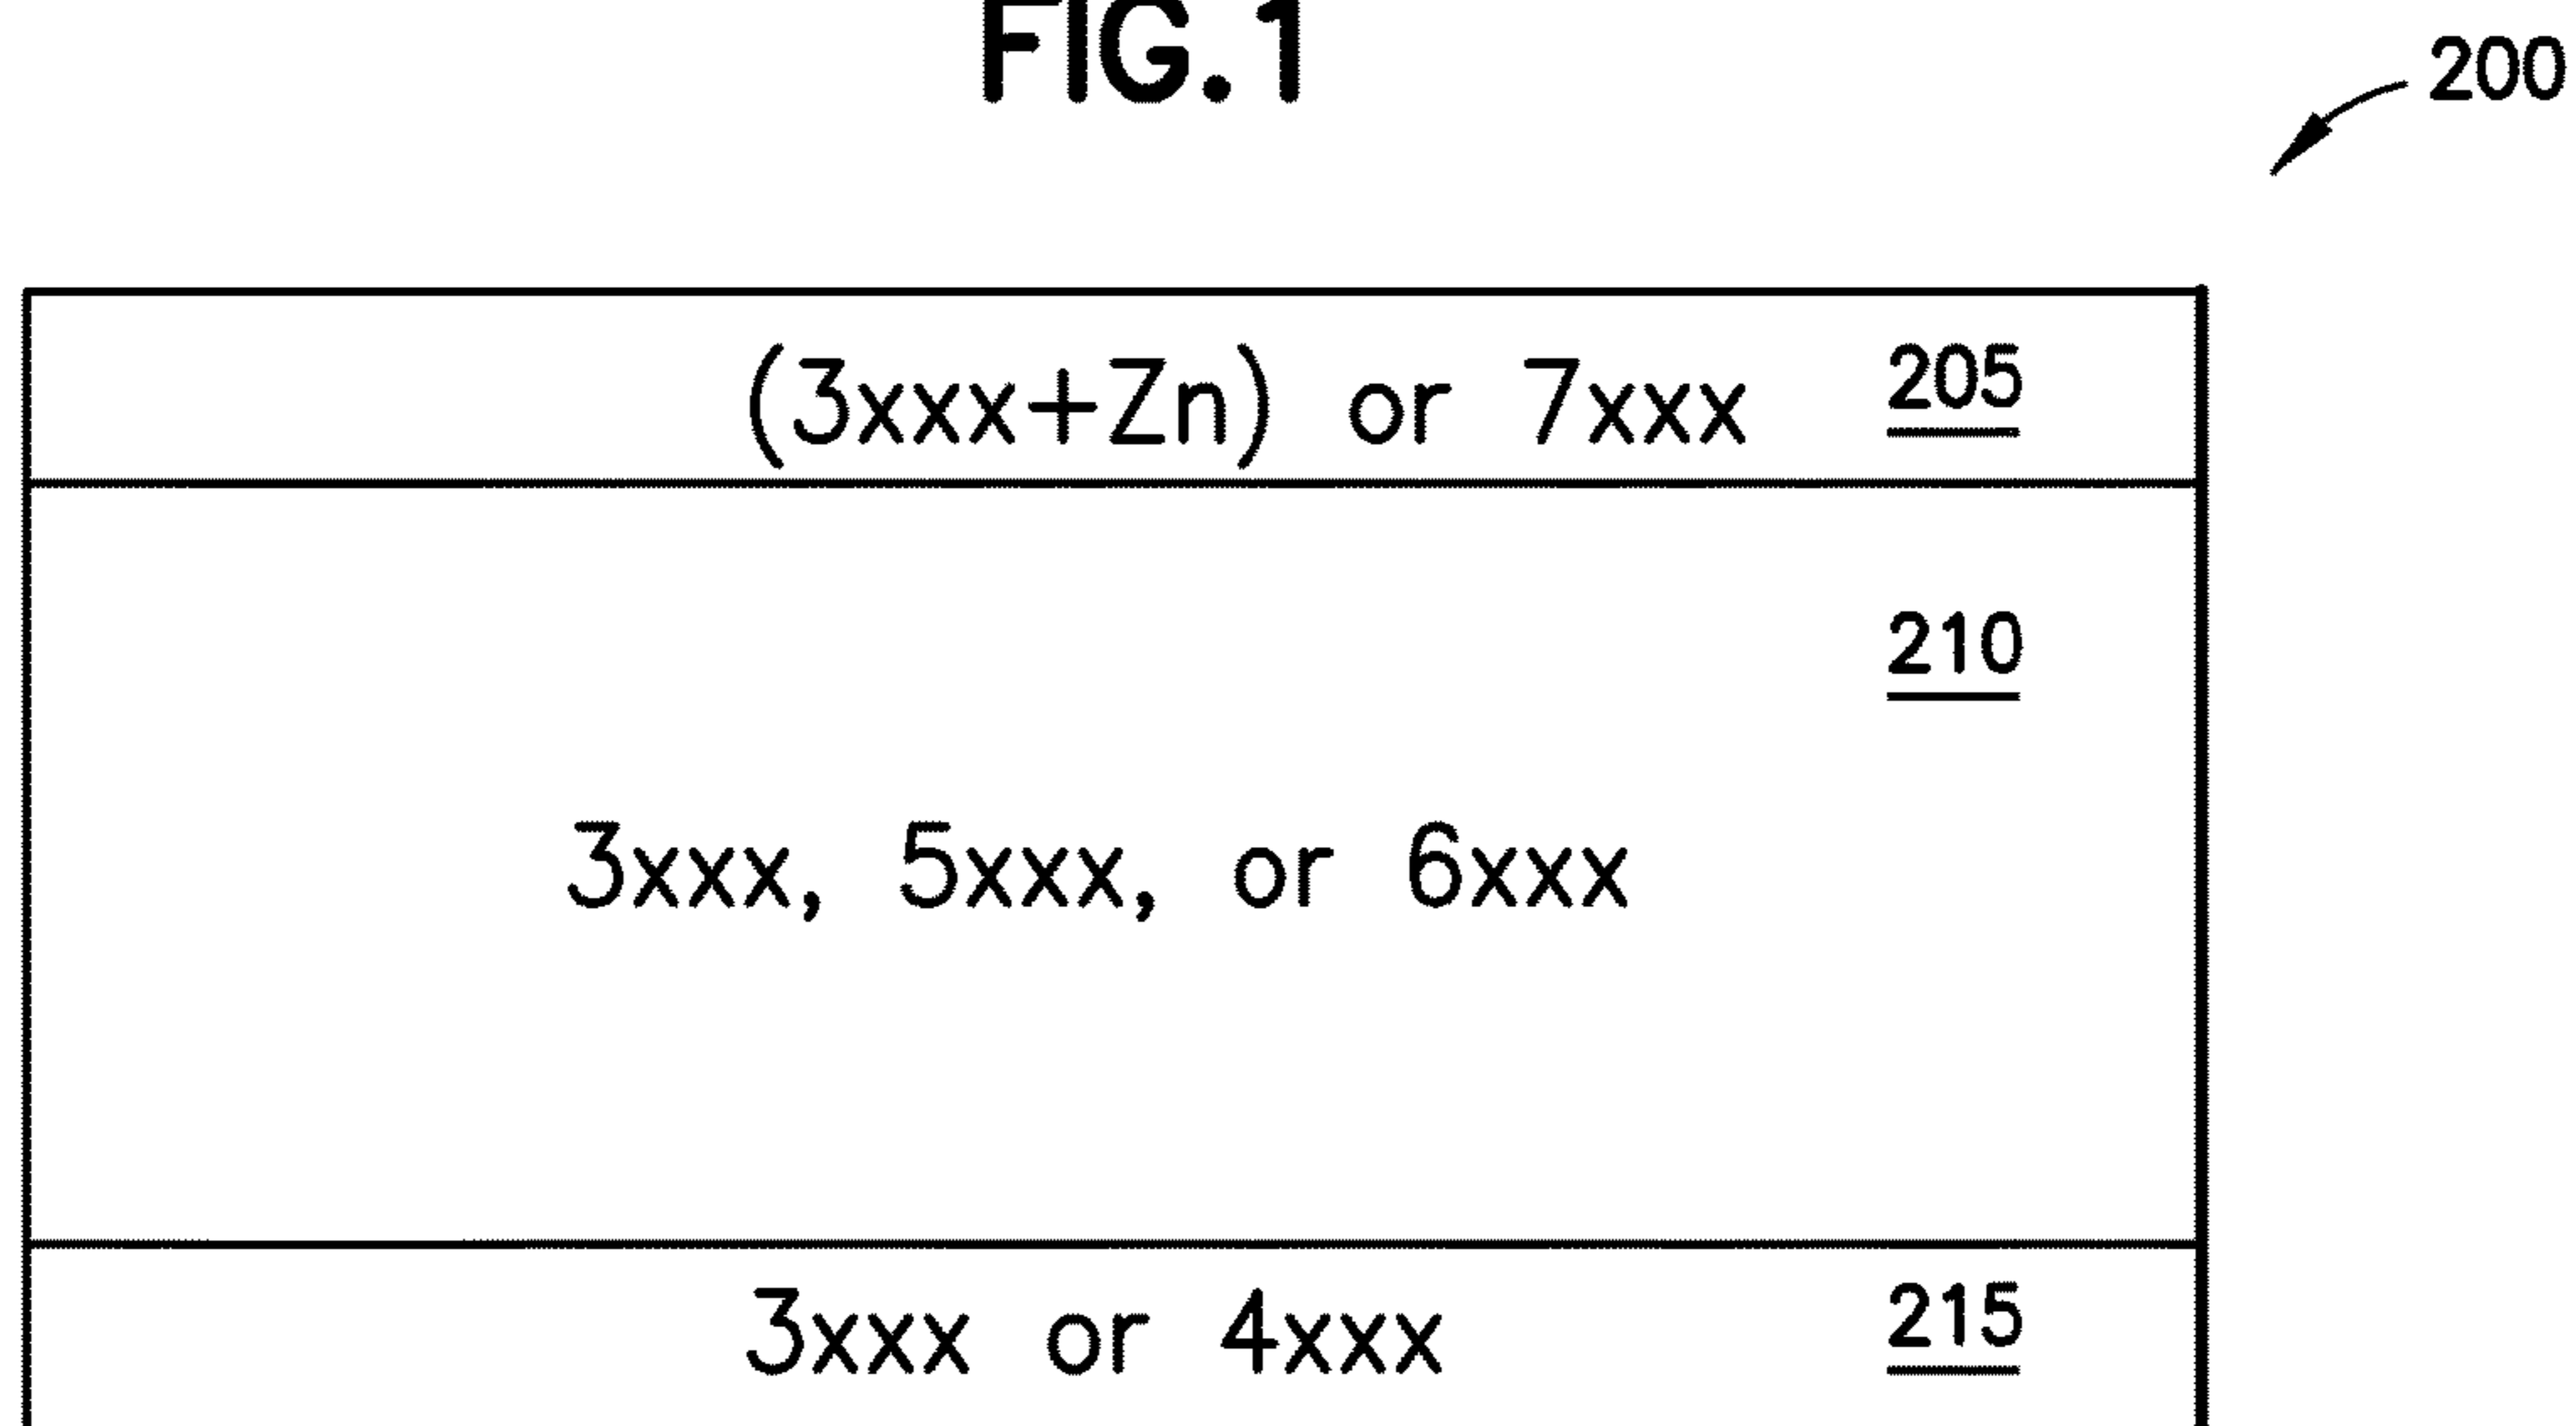 FIG.1
200
(3xxx+Zn) or 7xxx 205
210
3xxx, 5xxx, or 6xxx
3xxx or 4xxx 215